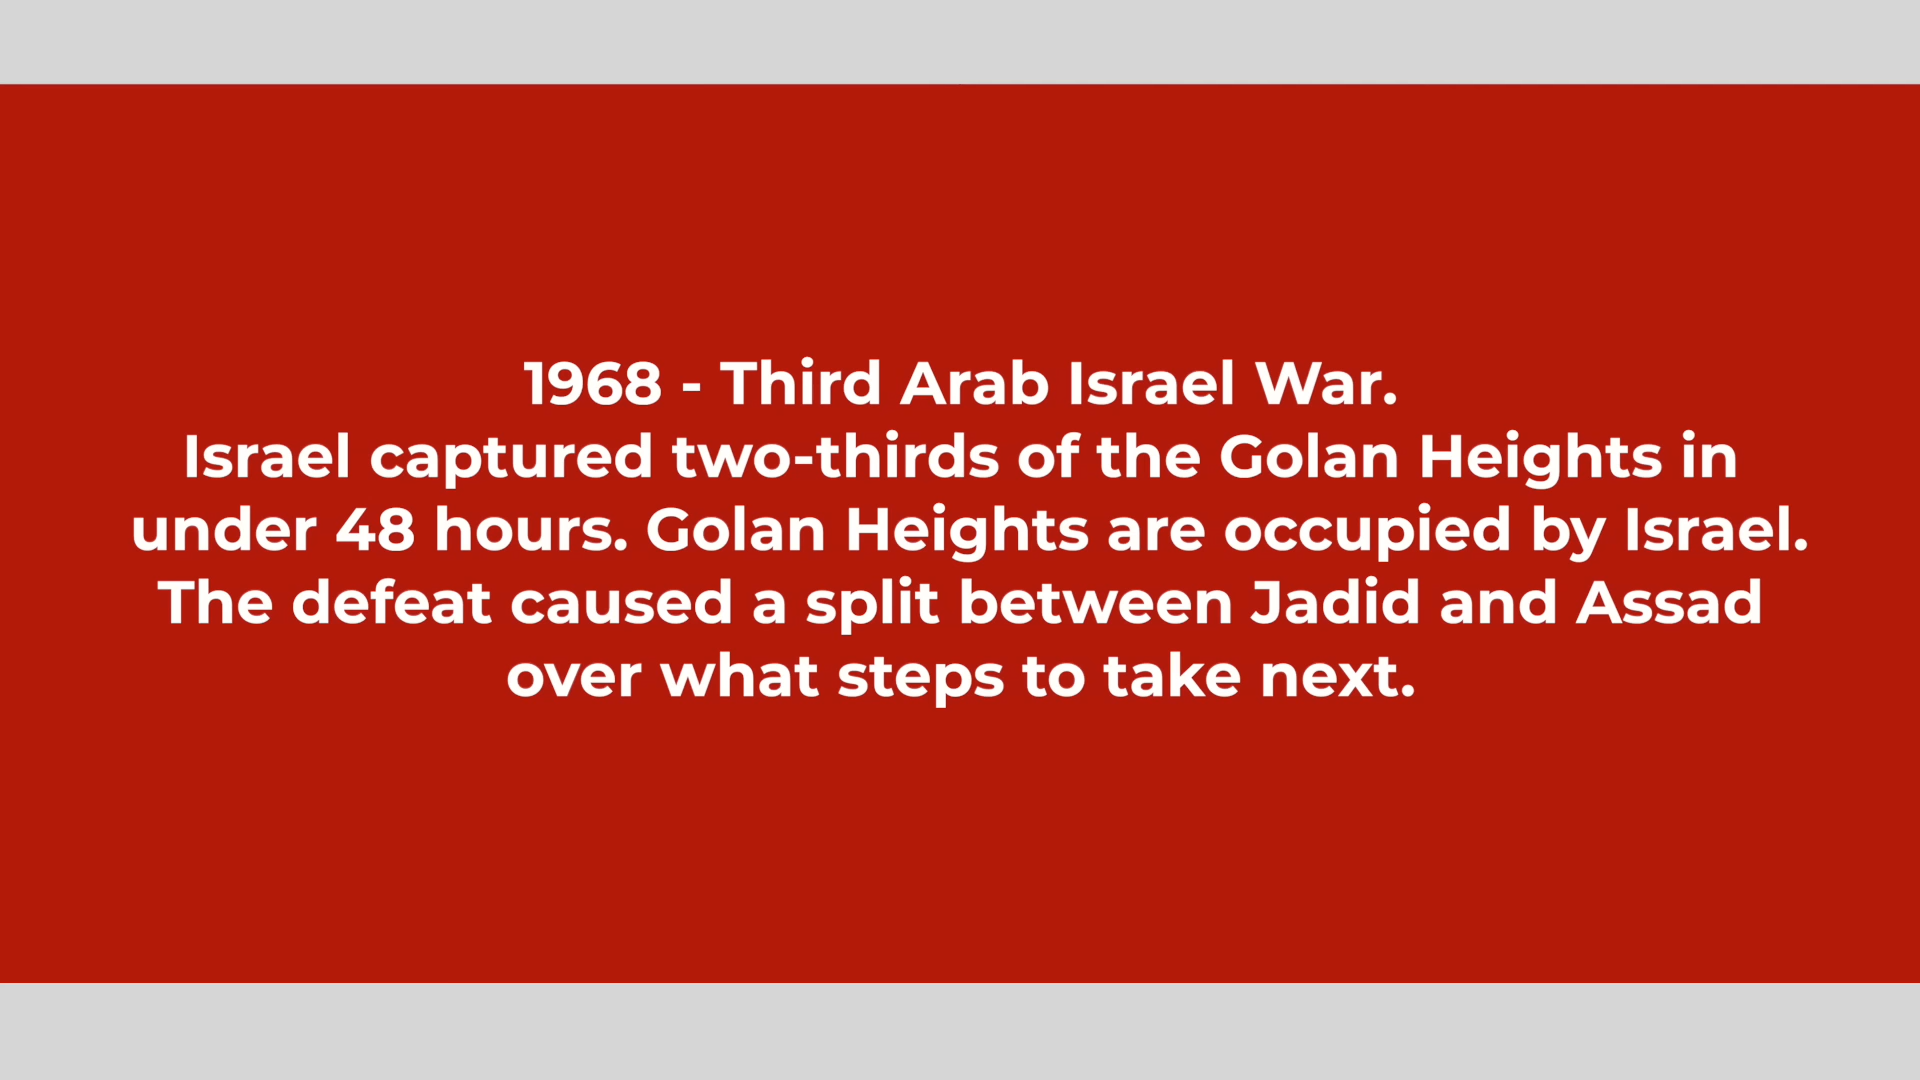 1968 - Third Arab Israel War.
Israel captured two-thirds of the Golan Heights in
under 48 hours. Golan Heights are occupied by Israel.
The defeat caused a split between Jadid and Assad
over what steps to take next.